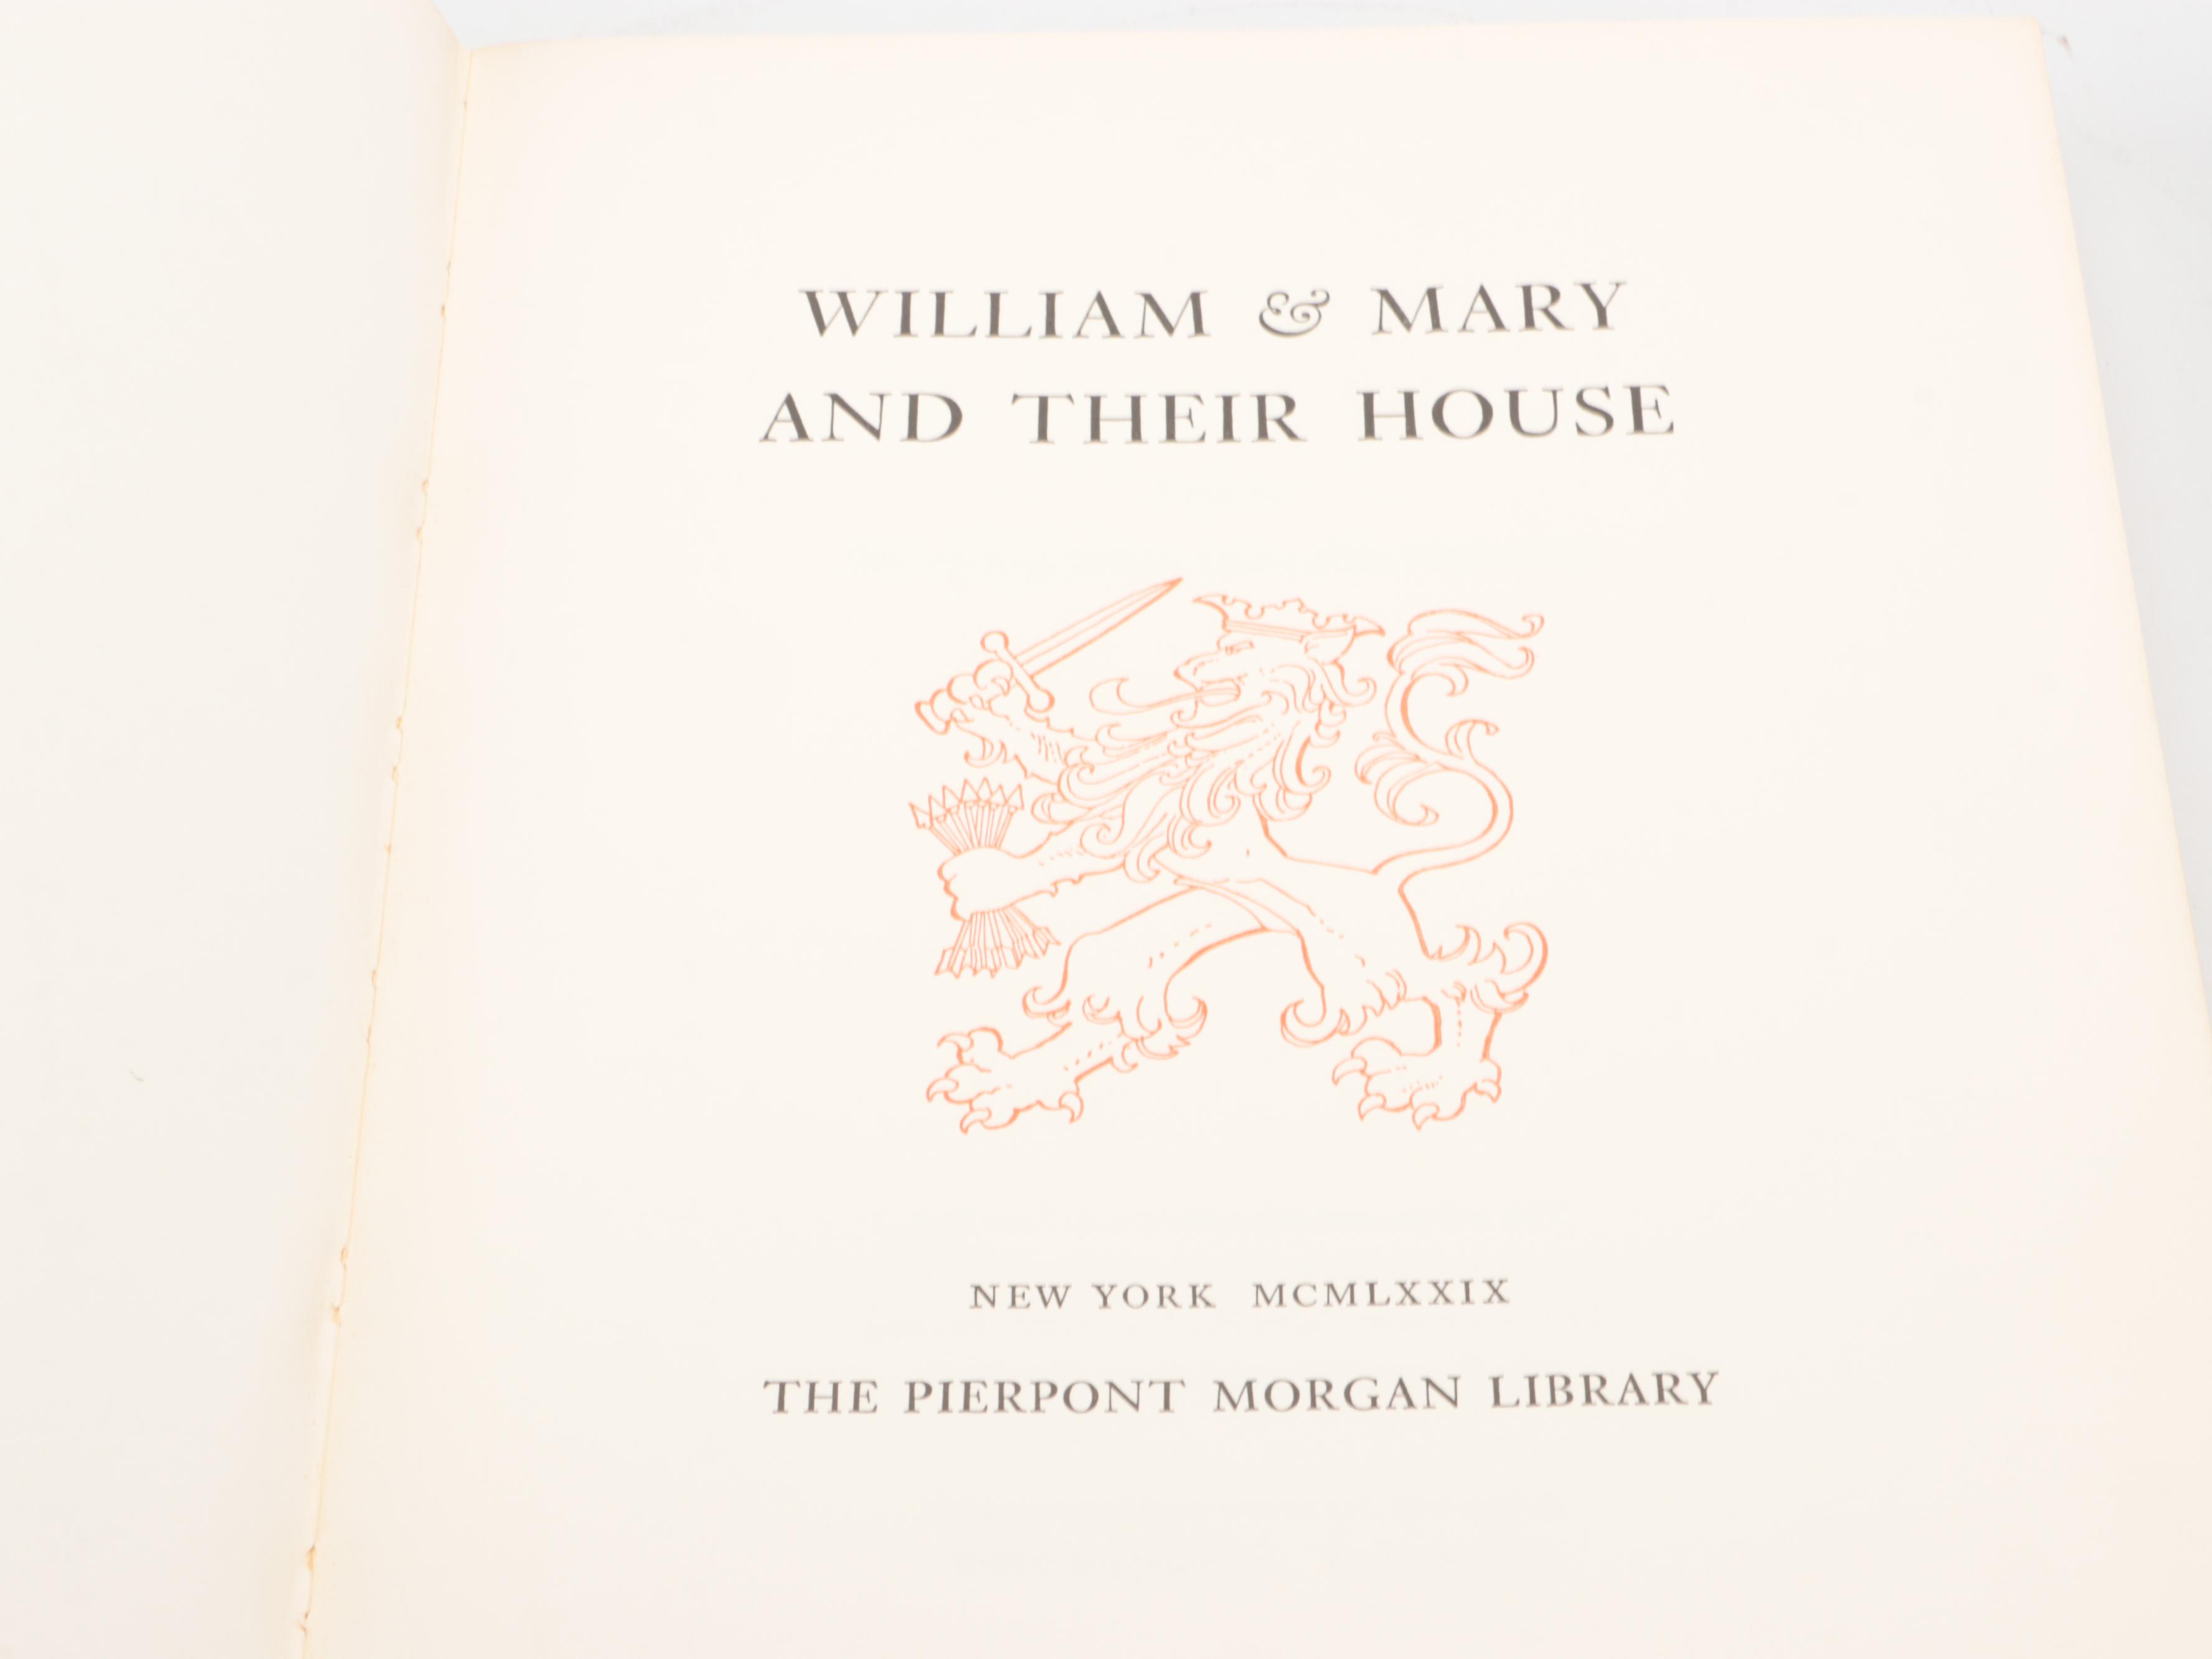 WILLIAM & MARY
AND THEIR HOUSE
NEW YORK MCMLXXIX
THE PIERPONT MORGAN LIBRARY